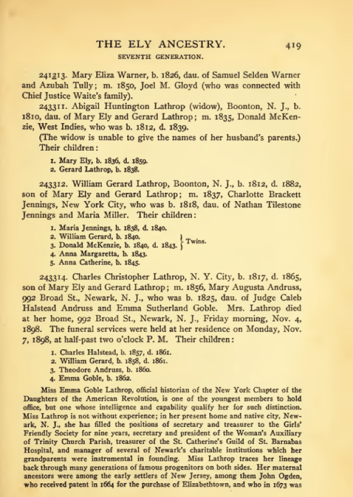 THE ELY ANCESTRY. 419
SEVENTH GENERATION.
241213. Mary Eliza Warner, b. 1826, dau. of Samuel Selden Warner
and Azubah Tully; m. 1850, Joel M. Gloyd (who was connected with
Chief Justice Waite's family).
243311. Abigail Huntington Lathrop (widow), Boonton, N. J., b.
1810, dau. of Mary Ely and Gerard Lathrop; m. 1835, Donald McKen-
zie, West Indies, who was b. 1812, d. 1839.
(The widow is unable to give the names of her husband's parents.)
Their children:
1. Mary Ely, b. 1836, d. 1859.
2. Gerard Lathrop, b. 1838.
243312. William Gerard Lathrop, Boonton, N. J., b. 1812, d. 1882,
son of Mary Ely and Gerard Lathrop; m. 1837, Charlotte Brackett
Jennings, New York City, who was b. 1818, dau. of Nathan Tilestone
Jennings and Maria Miller. Their children:
1. Maria Jennings, b. 1838, d. 1840.
2. William Gerard, b. 1840.
3. Donald McKenzie, b. 1840, d. 1843. } Twins.
4. Anna Margaretta, b. 1843.
5. Anna Catherine, b. 1845.
243314. Charles Christopher Lathrop, N. Y. City, b. 1817, d. 1865,
son of Mary Ely and Gerard Lathrop; m. 1856, Mary Augusta Andruss,
992 Broad St., Newark, N. J., who was b. 1825, dau. of Judge Caleb
Halstead Andruss and Emma Sutherland Goble. Mrs. Lathrop died
at her home, 992 Broad St., Newark, N. J., Friday morning, Nov. 4,
1898. The funeral services were held at her residence on Monday, Nov.
7, 1898, at half-past two o'clock P. M. Their children:
1. Charles Halstead, b. 1857, d. 1861.
2. William Gerard, b. 1858, d. 1861.
3. Theodore Andruss, b. 1860.
4. Emma Goble, b. 1862.
Miss Emma Goble Lathrop, official historian of the New York Chapter of the
Daughters of the American Revolution, is one of the youngest members to hold
office, but one whose intelligence and capability qualify her for such distinction.
Miss Lathrop is not without experience; in her present home and native city, New-
ark, N. J., she has filled the positions of secretary and treasurer to the Girls'
Friendly Society for nine years, secretary and president of the Woman's Auxiliary
of Trinity Church Parish, treasurer of the St. Catherine's Guild of St. Barnabas
Hospital, and manager of several of Newark's charitable institutions which her
grandparents were instrumental in founding. Miss Lathrop traces her lineage
back through many generations of famous progenitors on both sides. Her maternal
ancestors were among the early settlers of New Jersey, among them John Ogden,
who received patent in 1664 for the purchase of Elizabethtown, and who in 1673 was